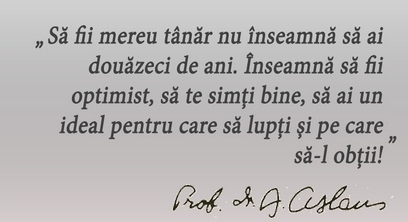 „Să fii mereu tânăr nu înseamnă să ai
douăzeci de ani. Înseamnă să fii
optimist, să te simți bine, să ai un
ideal pentru care să lupți și pe care
să-l obții!”
Prof. Dr. A. Aslan